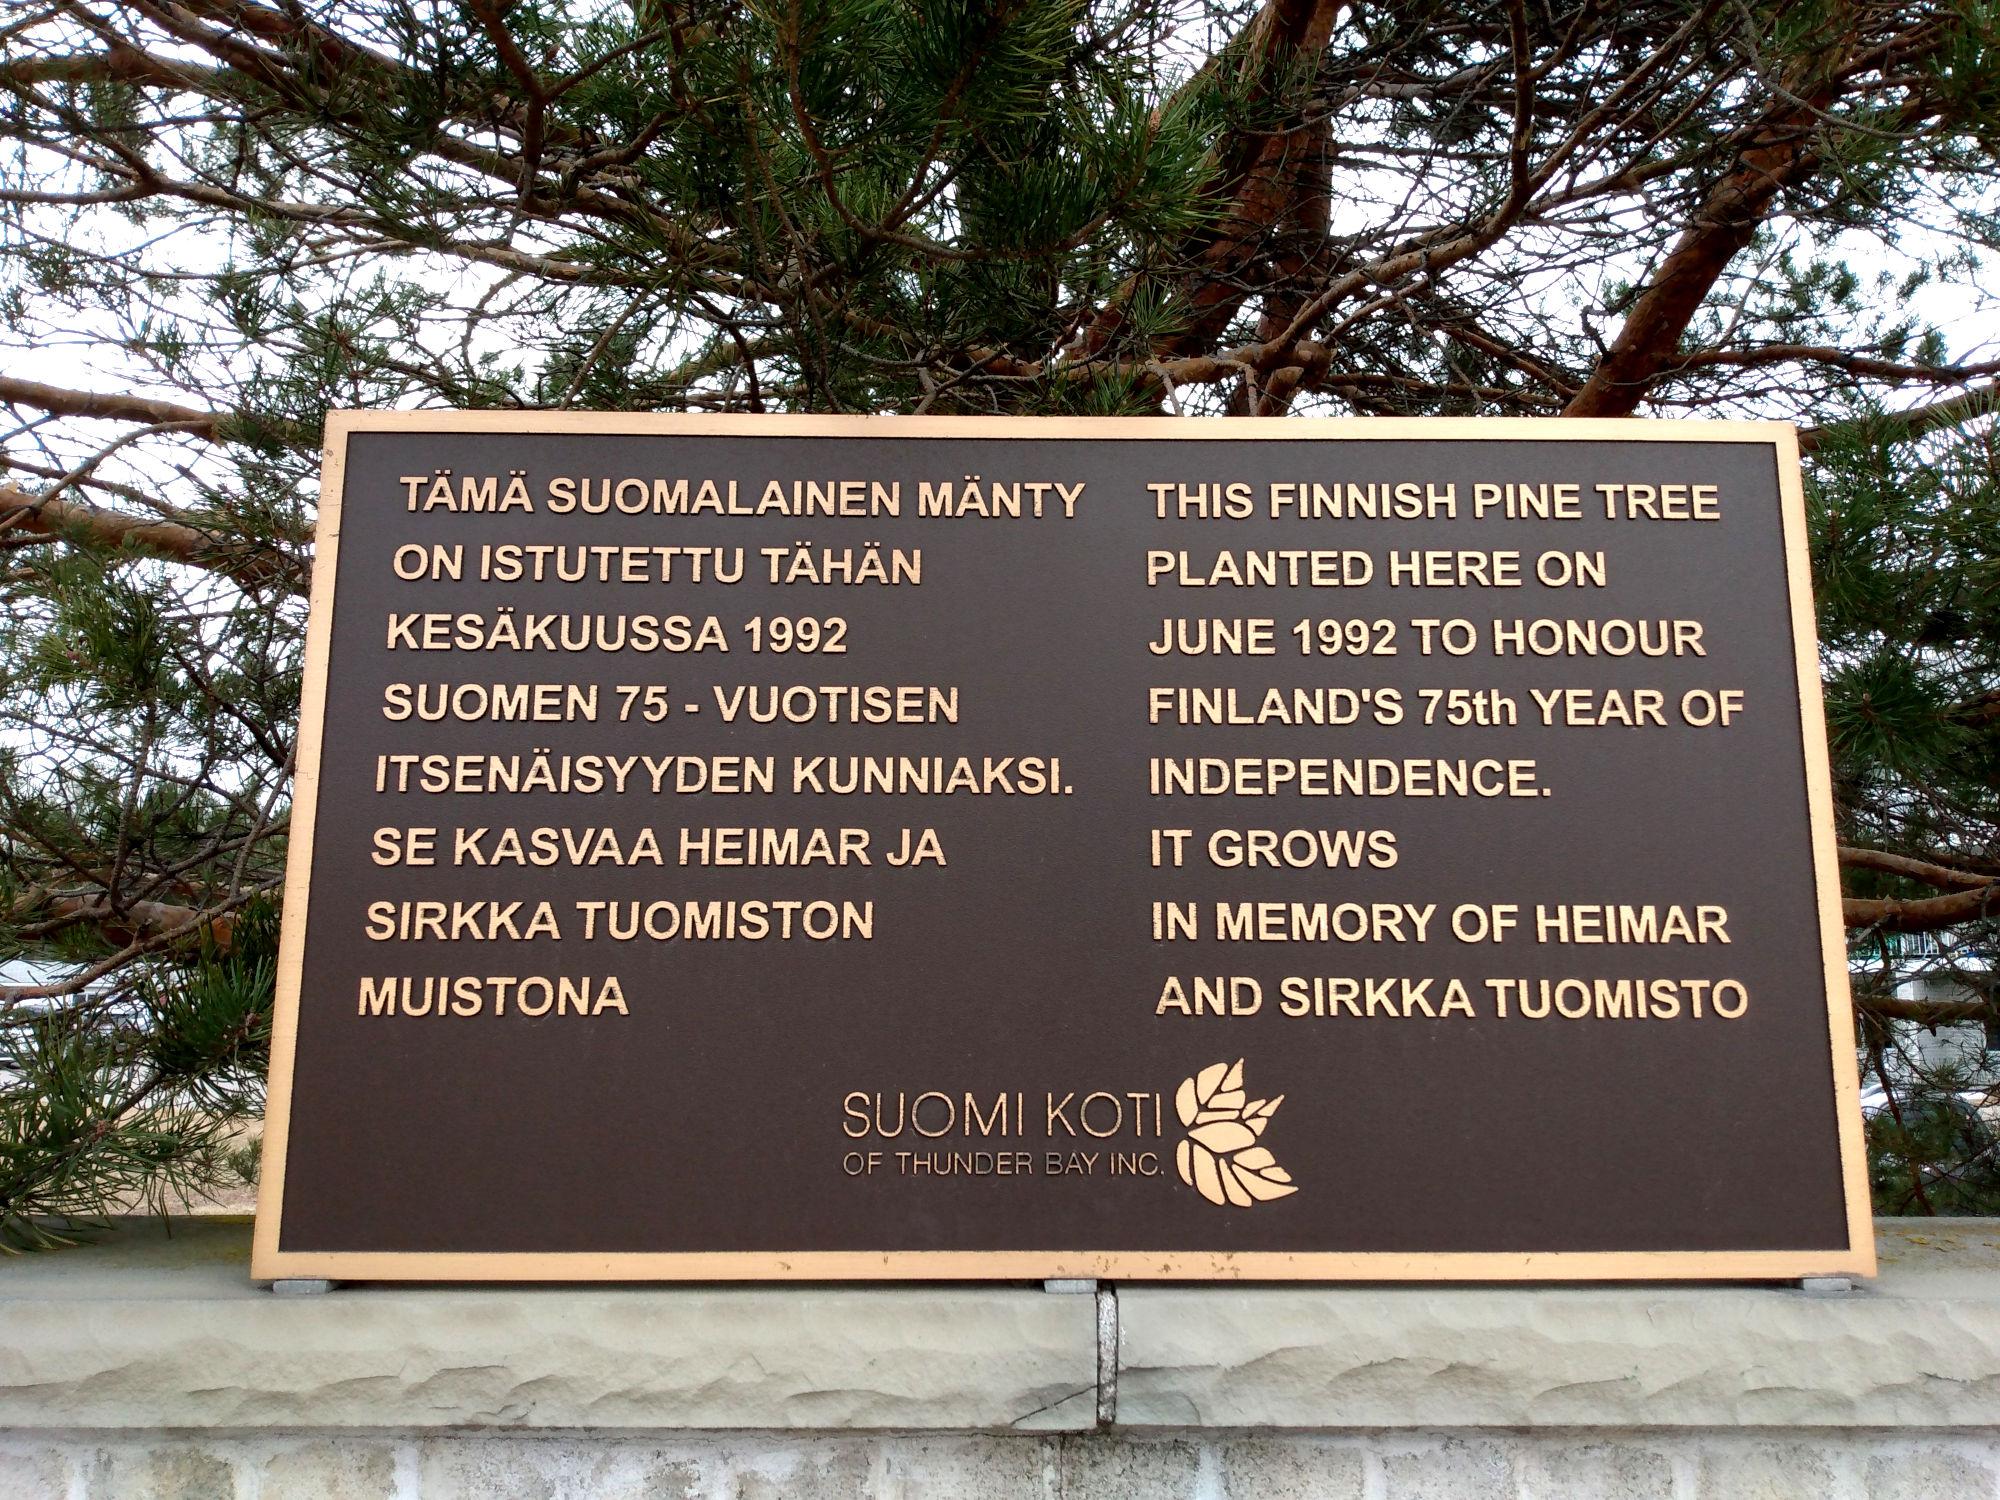 TÄMÄ SUOMALAINEN MÄNTY
ON ISTUTETTU TÄHÄN
KESÄKUUSSA 1992
SUOMEN 75 - VUOTISEN
ITSENÄISYYDEN KUNNIAKSI.
SE KASVAA HEIMAR JA
SIRKKA TUOMISTON
MUISTONA
THIS FINNISH PINE TREE
PLANTED HERE ON
JUNE 1992 TO HONOUR
FINLAND'S 75th YEAR OF
INDEPENDENCE.
IT GROWS
IN MEMORY OF HEIMAR
AND SIRKKA TUOMISTO
SUOMI KOTI
OF THUNDER BAY INC.